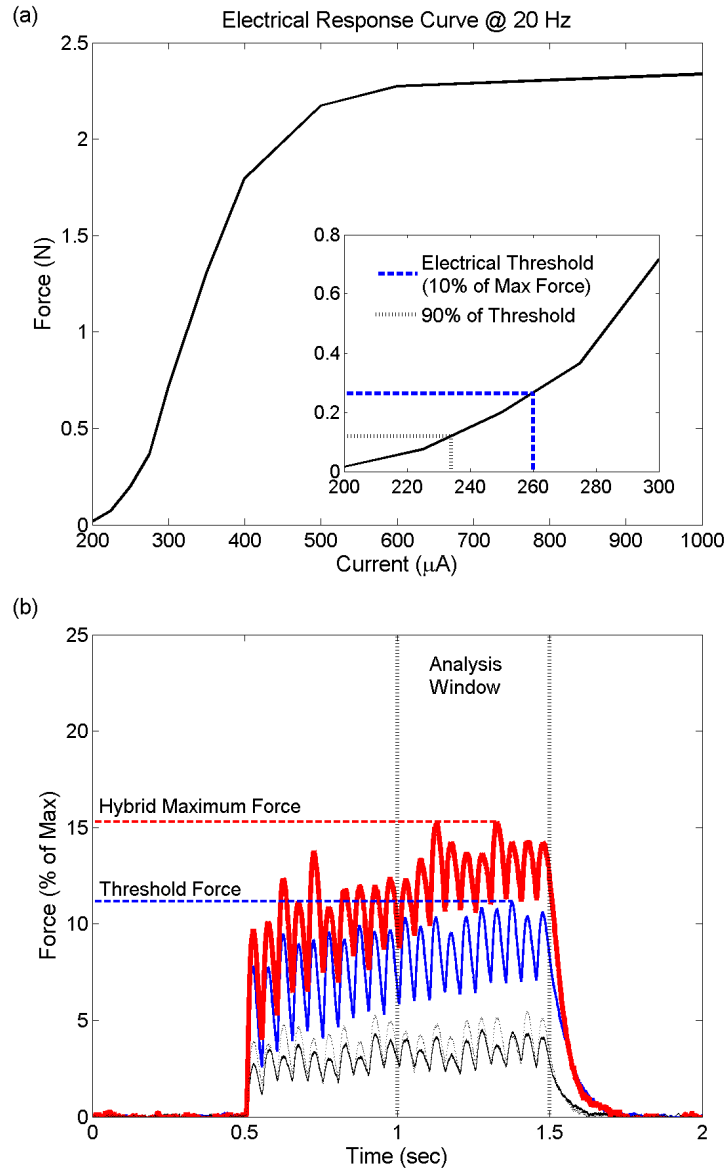 (a)
Electrical Response Curve @ 20 Hz
2.5
2
1.5
1
0.5
0
Force (N)
200 300 400 500 600 700 800 900 1000
Current (μA)
0.8
0.6
0.4
0.2
0
200 220 240 260 280 300
Electrical Threshold
(10% of Max Force)
90% of Threshold
(b)
25
20
15
10
5
0
Force (% of Max)
Analysis
Window
Hybrid Maximum Force
Threshold Force
0 0.5 1 1.5 2
Time (sec)